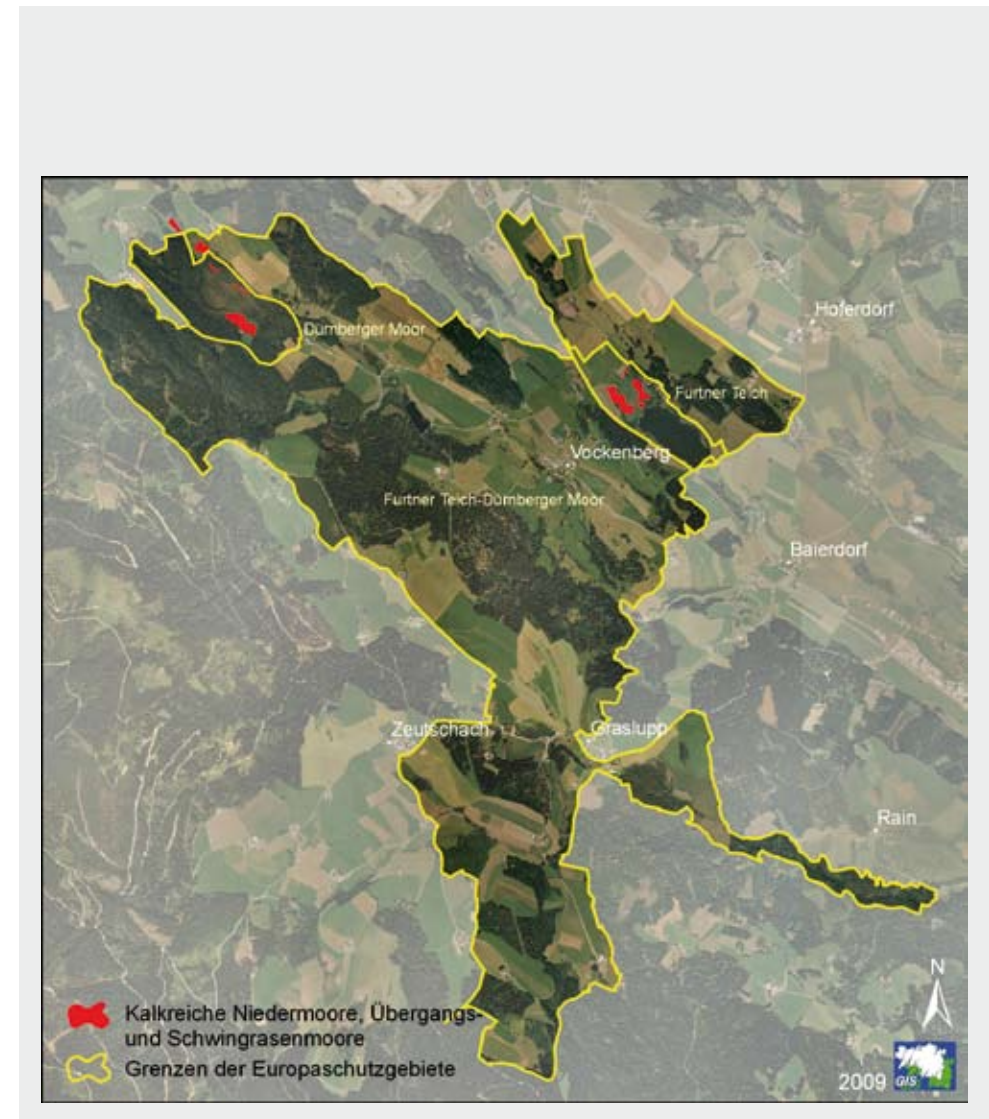 Hoferdorf
Dürnberger Moor
Furtner Teich
Vockenberg
Furtner Teich-Dürnberger Moor
Baierdorf
Zeutschach
Graslupp
Rain
N
Kalkreiche Niedermoore, Übergangs-
und Schwingrasenmoore
Grenzen der Europaschutzgebiete
2009
GIS